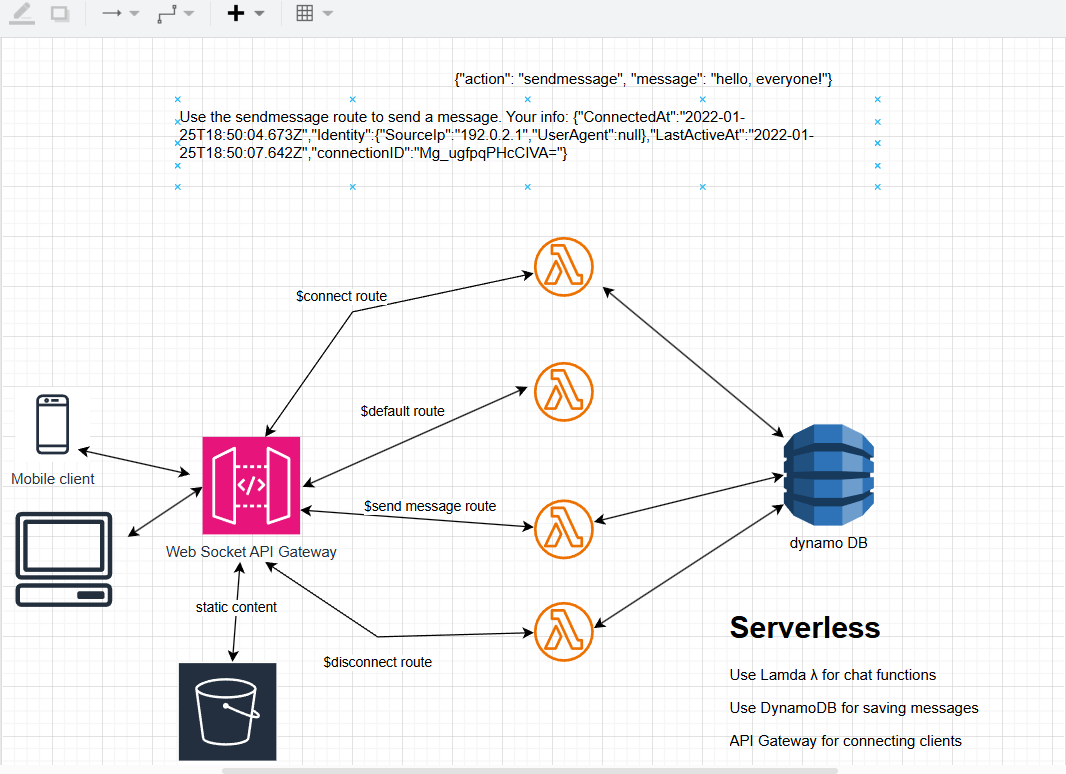 {"action": "sendmessage", "message": "hello, everyone!"}
Use the sendmessage route to send a message. Your info: {"ConnectedAt":"2022-01-
25T18:50:04.673Z","Identity":{"SourceIp":"192.0.2.1","UserAgent":null},"LastActiveAt":"2022-01-
25T18:50:07.642Z","connectionID":"Mg_ugfpqPHcCIVA="}
$connect route
$default route
Mobile client
$send message route
Web Socket API Gateway
dynamo DB
static content
$disconnect route
Serverless
Use Lamda λ for chat functions
Use DynamoDB for saving messages
API Gateway for connecting clients